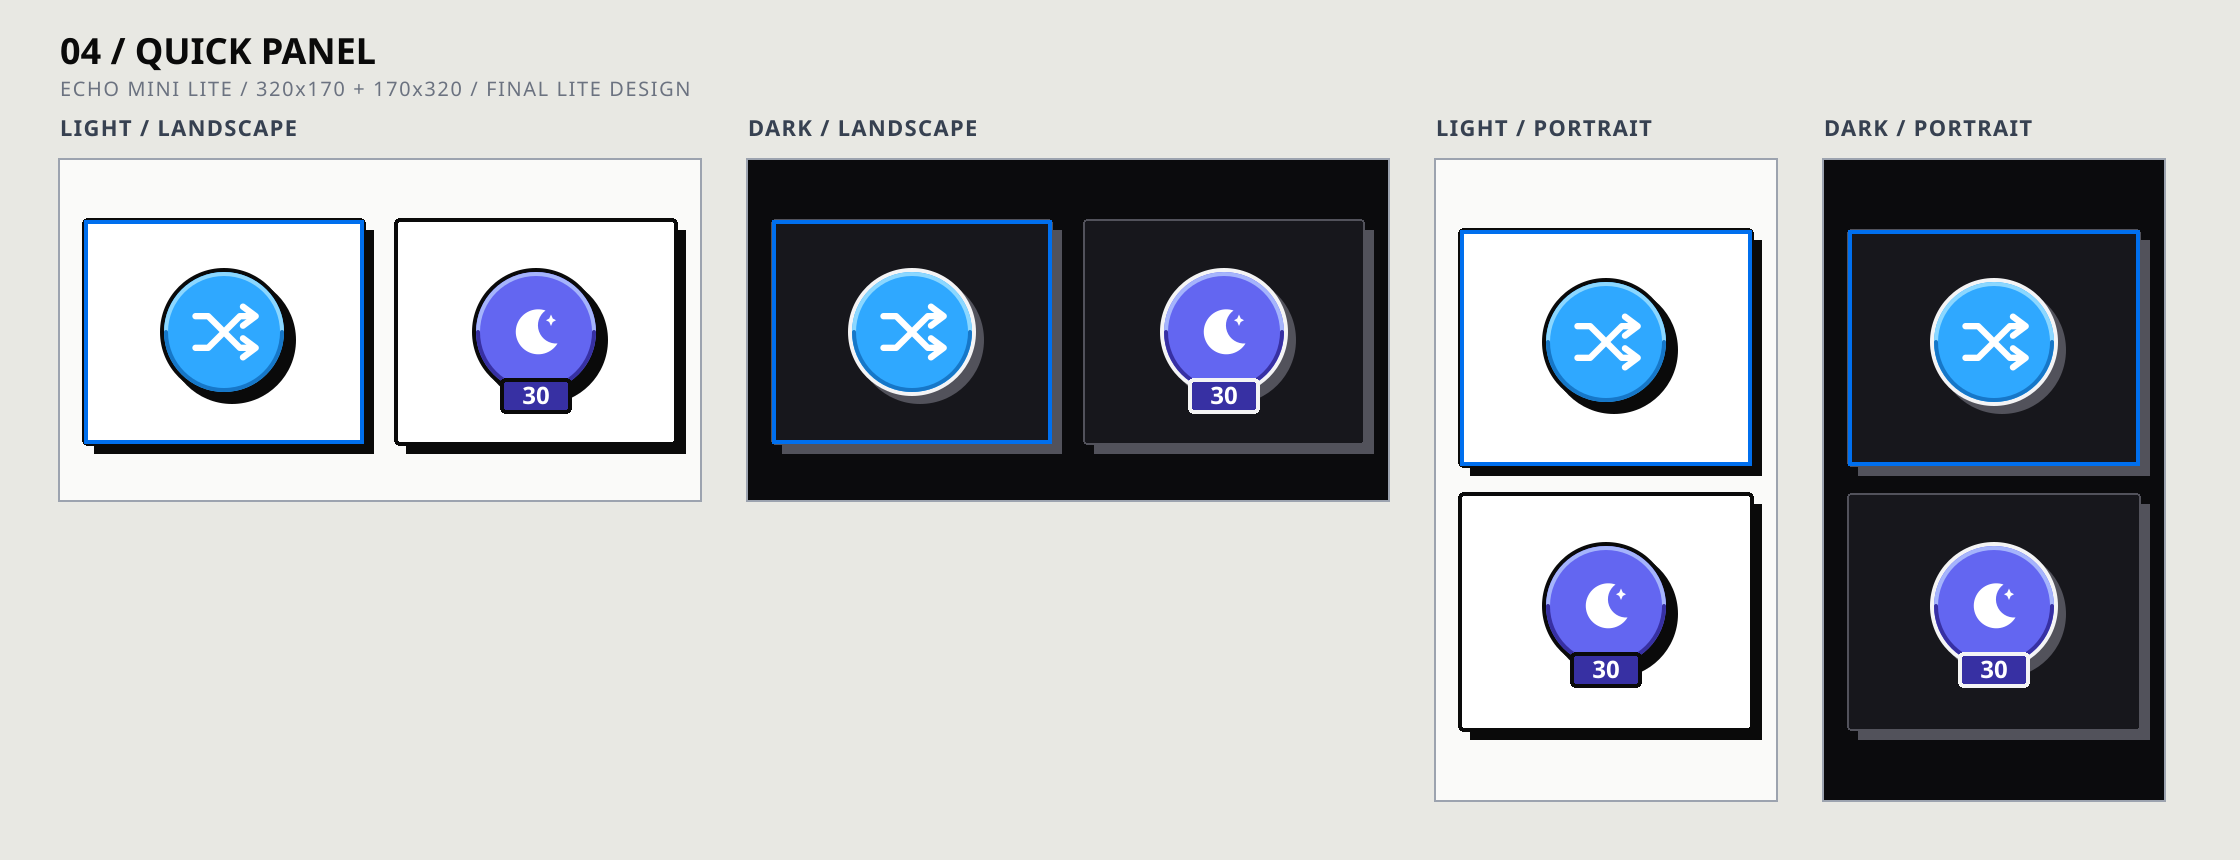 04 / QUICK PANEL
ECHO MINI LITE / 320x170 + 170x320 / FINAL LITE DESIGN
LIGHT / LANDSCAPE
DARK / LANDSCAPE
LIGHT / PORTRAIT
DARK / PORTRAIT
30
30
30
30